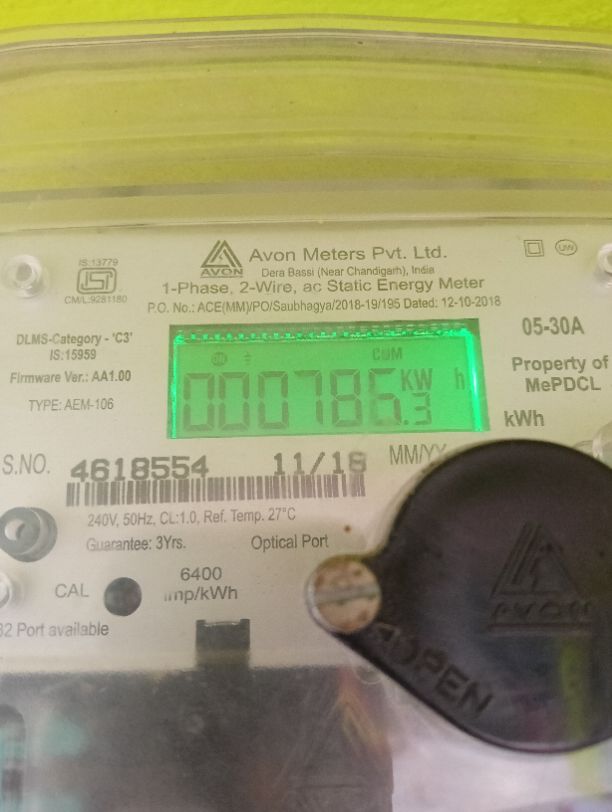 IS:13779
ISI
CM/L.9281180
AVON
Avon Meters Pvt. Ltd.
Dera Bassi (Near Chandigarh), India
1-Phase, 2-Wire, ac Static Energy Meter
P.O. No.: ACE(MM)/PO/Saubhagya/2018-19/195 Dated: 12-10-2018
UW
DLMS-Category - 'C3'
IS:15959
Firmware Ver.: AA1.00
TYPE: AEM-106
CUM
000786.3 KW h
05-30A
Property of
MePDCL
kWh
S.NO. 4618554 11/18 MM/YY
240V, 50Hz, CL:1.0, Ref. Temp. 27°C
Guarantee: 3Yrs. Optical Port
CAL
6400
imp/kWh
32 Port available
AVON
OPEN